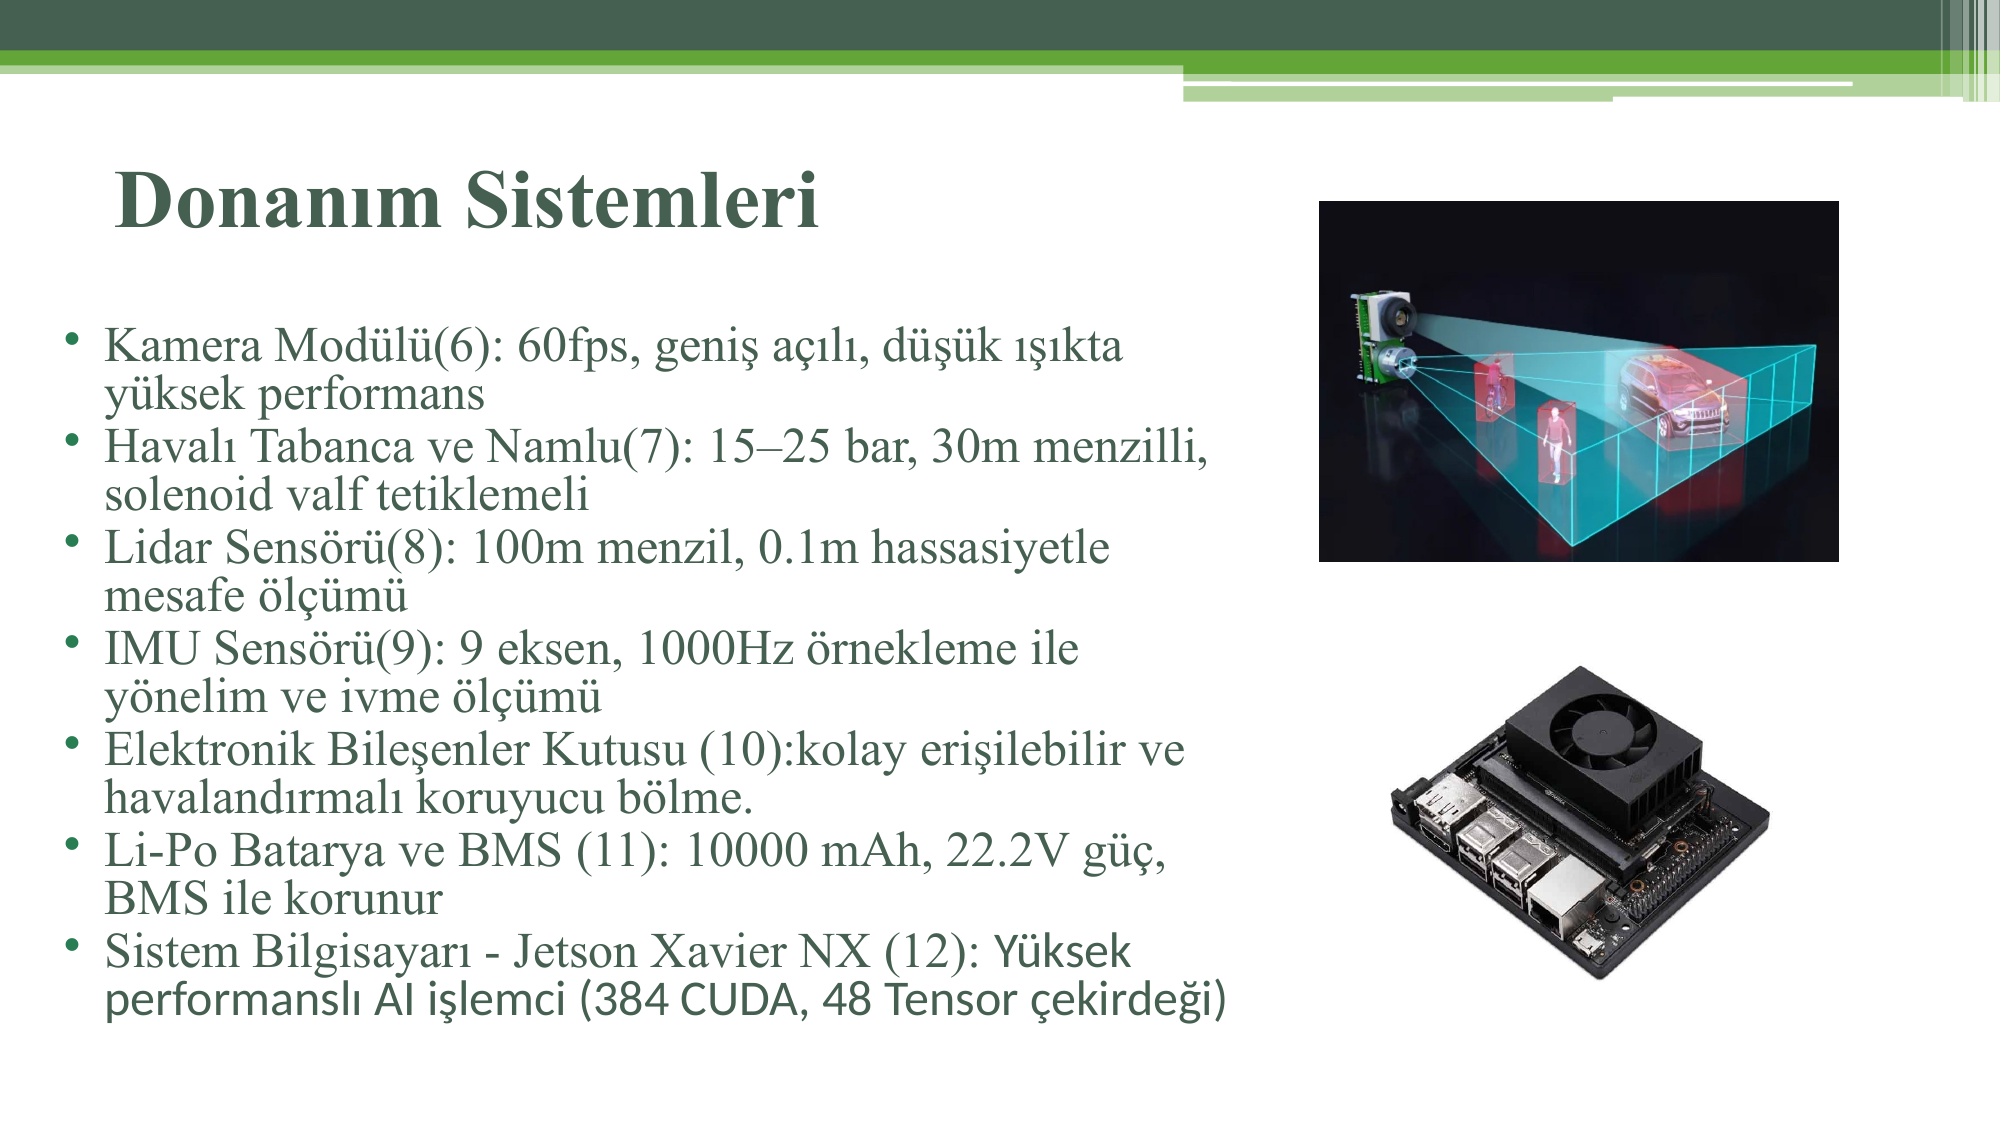 Donanım Sistemleri
• Kamera Modülü(6): 60fps, geniş açılı, düşük ışıkta
yüksek performans
• Havalı Tabanca ve Namlu(7): 15–25 bar, 30m menzilli,
solenoid valf tetiklemeli
• Lidar Sensörü(8): 100m menzil, 0.1m hassasiyetle
mesafe ölçümü
• IMU Sensörü(9): 9 eksen, 1000Hz örnekleme ile
yönelim ve ivme ölçümü
• Elektronik Bileşenler Kutusu (10):kolay erişilebilir ve
havalandırmalı koruyucu bölme.
• Li-Po Batarya ve BMS (11): 10000 mAh, 22.2V güç,
BMS ile korunur
• Sistem Bilgisayarı - Jetson Xavier NX (12): Yüksek
performanslı AI işlemci (384 CUDA, 48 Tensor çekirdeği)